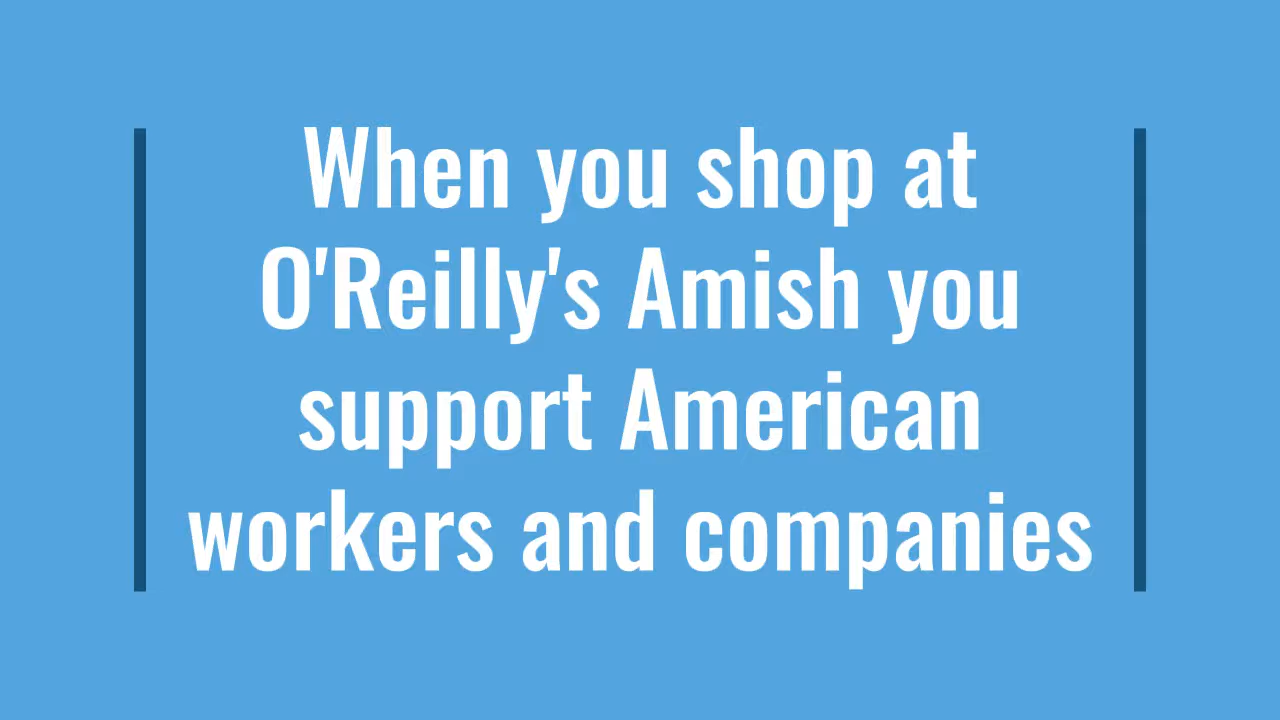 When you shop at
O'Reilly's Amish you
support American
workers and companies